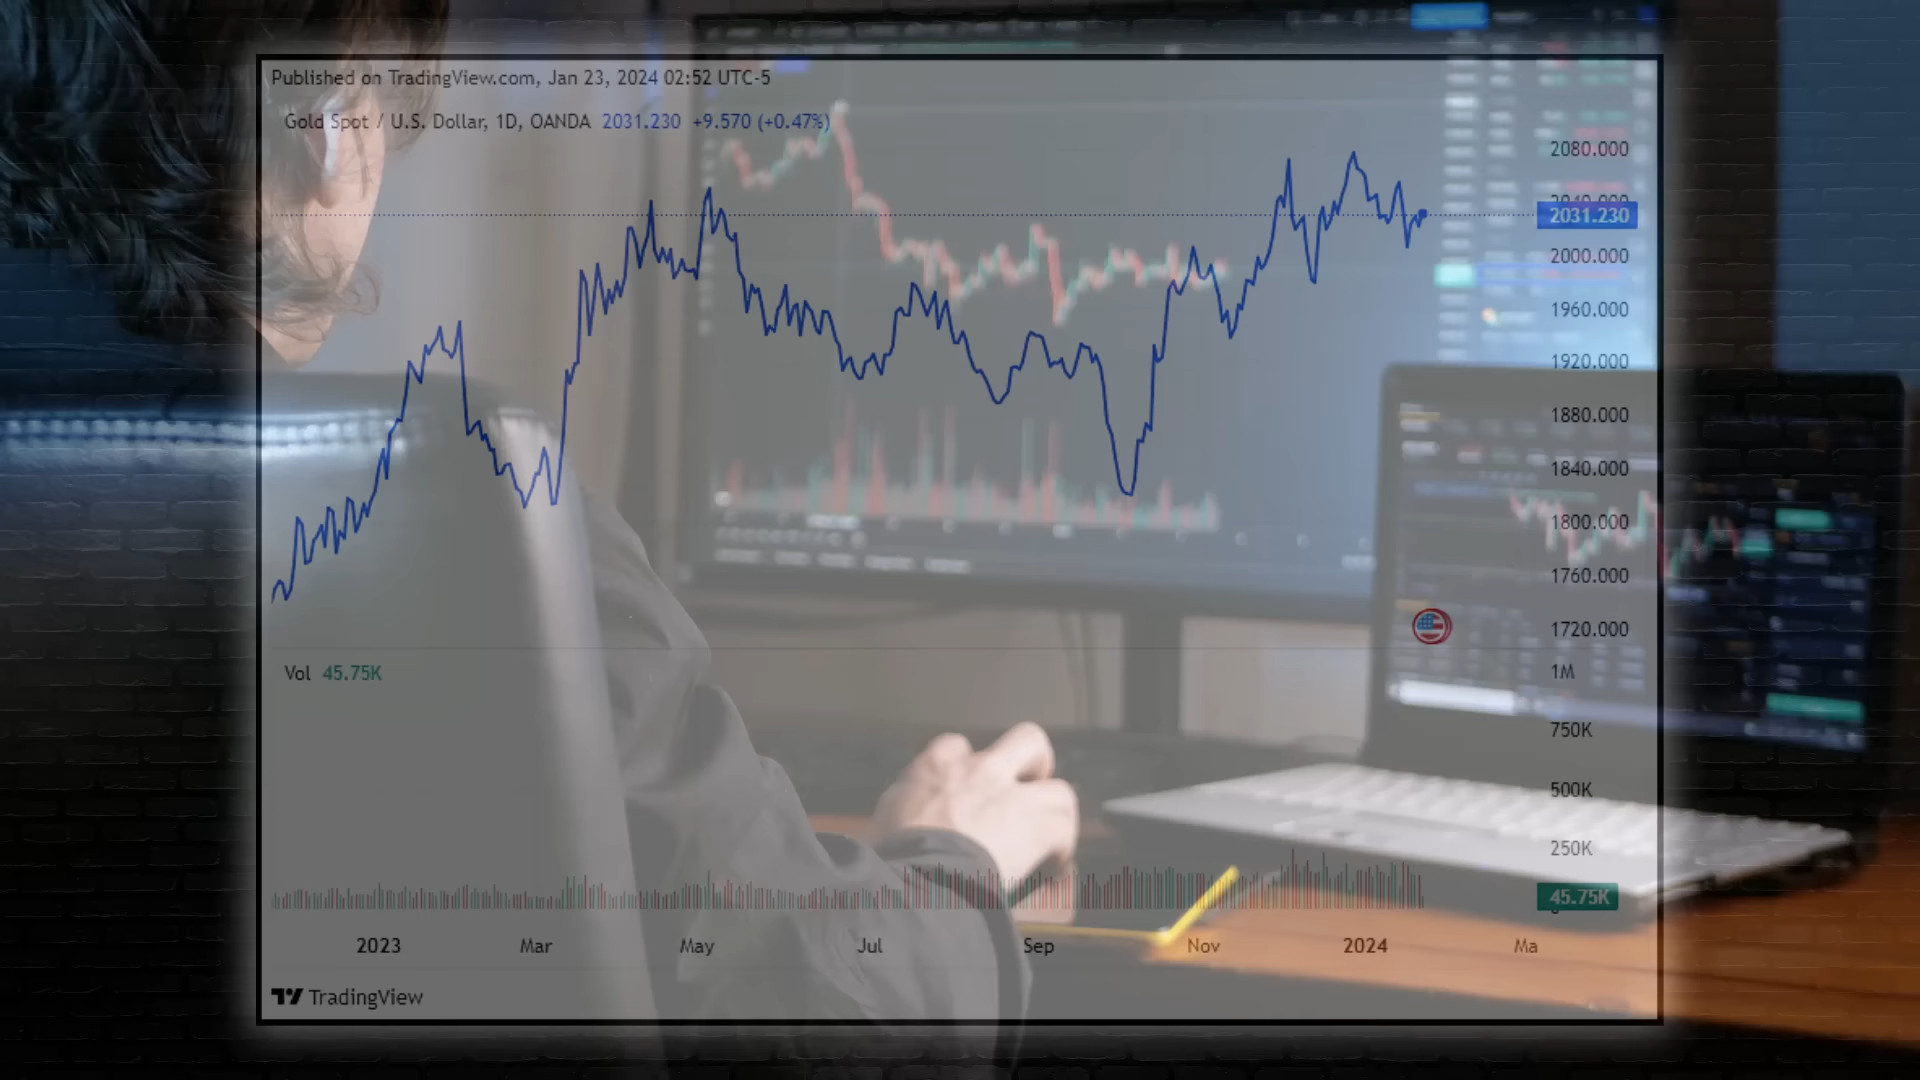 Published on TradingView.com, Jan 23, 2024 02:52 UTC-5
Gold Spot / U.S. Dollar, 1D, OANDA 2031.230 +9.570 (+0.47%)
2080.000
2040.000
2031.230
2000.000
1960.000
1920.000
1880.000
1840.000
1800.000
1760.000
1720.000
Vol 45.75K
1M
750K
500K
250K
45.75K
2023 Mar May Jul Sep Nov 2024 Ma
TradingView